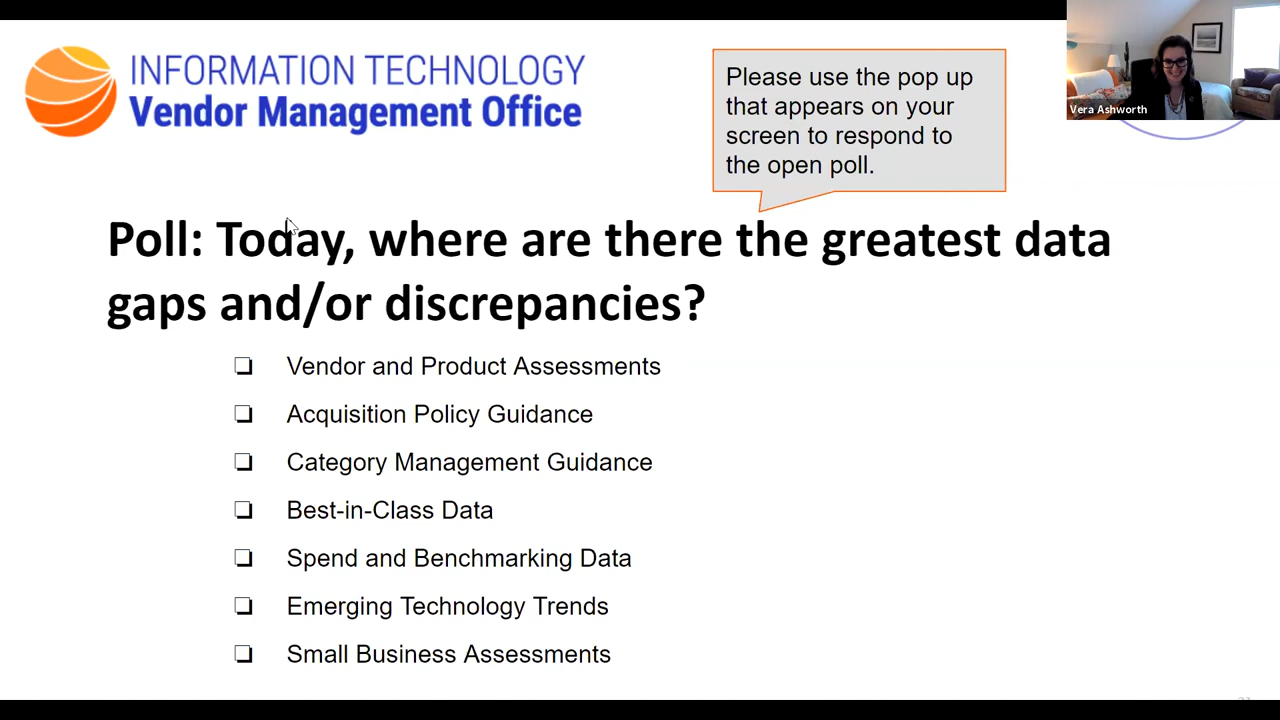 INFORMATION TECHNOLOGY
Vendor Management Office
Please use the pop up
that appears on your
screen to respond to
the open poll.
Vera Ashworth
Poll: Today, where are there the greatest data
gaps and/or discrepancies?
❏ Vendor and Product Assessments
❏ Acquisition Policy Guidance
❏ Category Management Guidance
❏ Best-in-Class Data
❏ Spend and Benchmarking Data
❏ Emerging Technology Trends
❏ Small Business Assessments